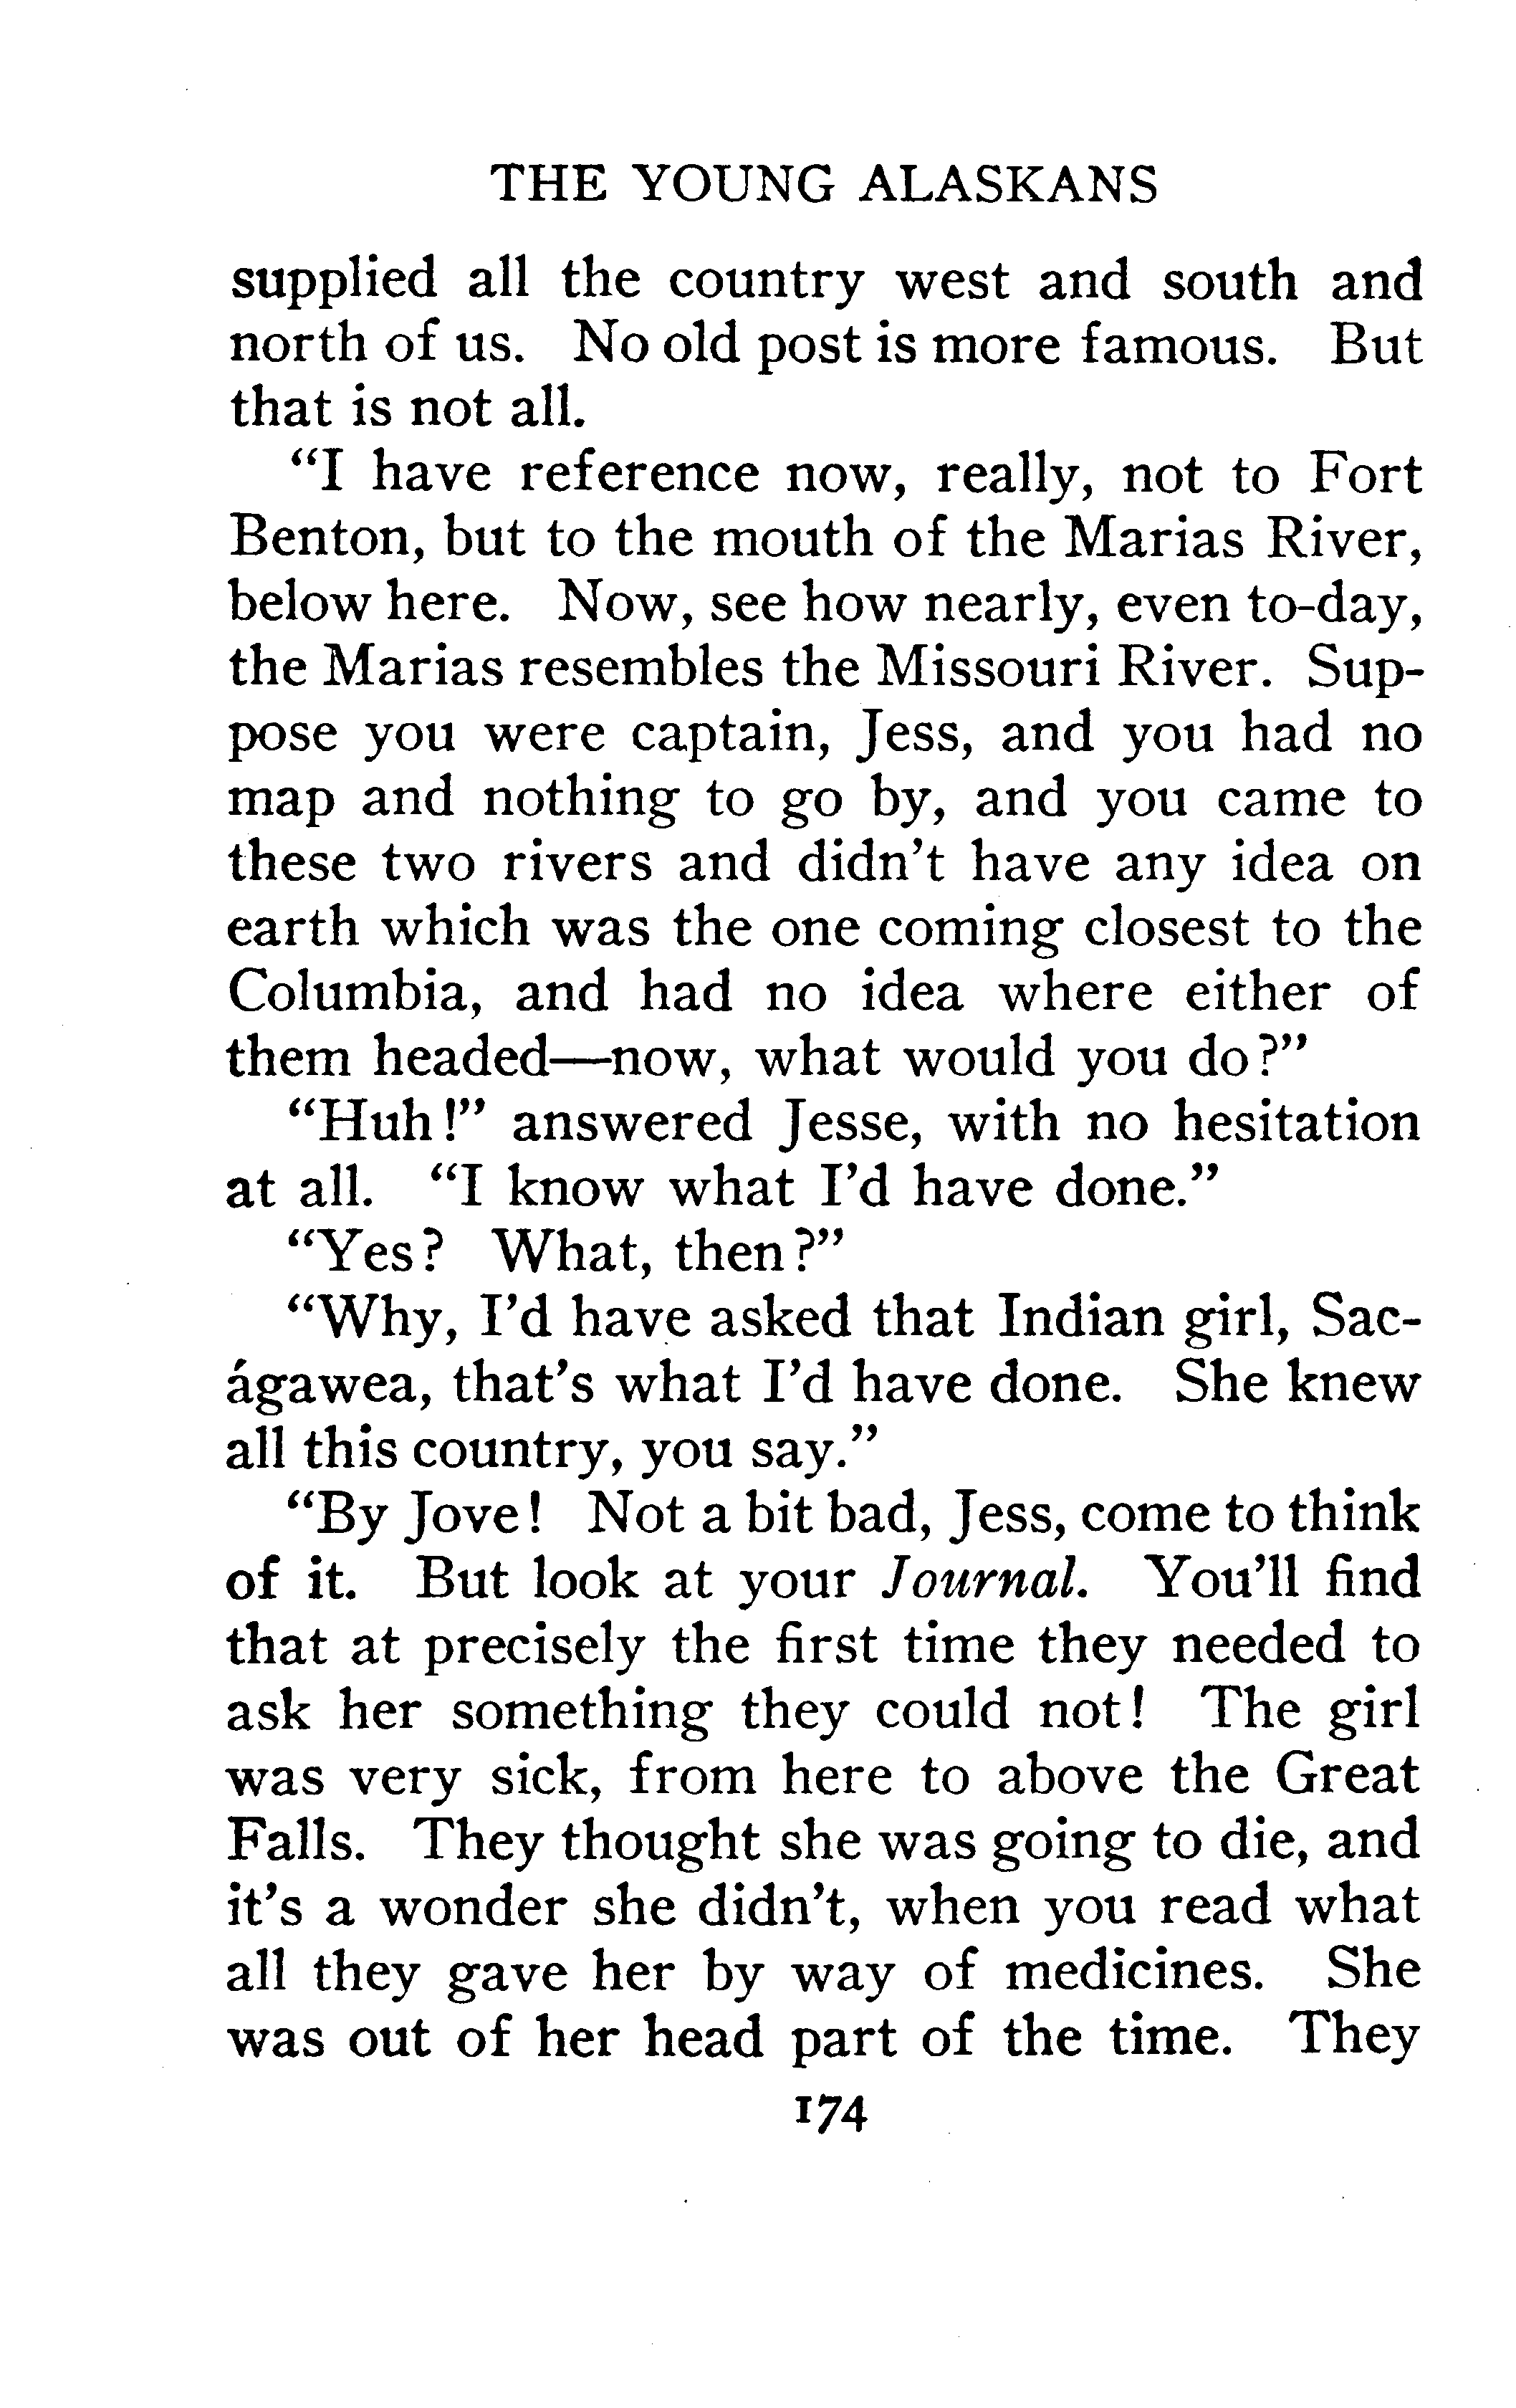 THE YOUNG ALASKANS
supplied all the country west and south and
north of us. No old post is more famous. But
that is not all.
"I have reference now, really, not to Fort
Benton, but to the mouth of the Marias River,
below here. Now, see how nearly, even to-day,
the Marias resembles the Missouri River. Sup-
pose you were captain, Jess, and you had no
map and nothing to go by, and you came to
these two rivers and didn't have any idea on
earth which was the one coming closest to the
Columbia, and had no idea where either of
them headed—now, what would you do?"
"Huh!" answered Jesse, with no hesitation
at all. "I know what I'd have done."
"Yes? What, then?"
"Why, I'd have asked that Indian girl, Sac-
ágawea, that's what I'd have done. She knew
all this country, you say."
"By Jove! Not a bit bad, Jess, come to think
of it. But look at your Journal. You'll find
that at precisely the first time they needed to
ask her something they could not! The girl
was very sick, from here to above the Great
Falls. They thought she was going to die, and
it's a wonder she didn't, when you read what
all they gave her by way of medicines. She
was out of her head part of the time. They
174